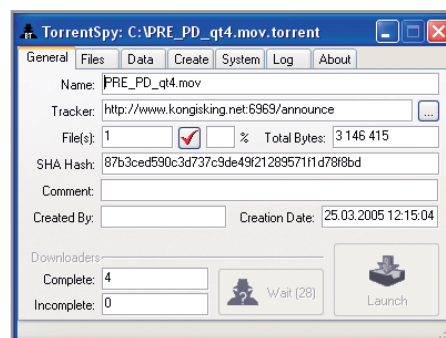 TorrentSpy: C:\PRE_PD_qt4.mov.torrent
General Files Data Create System Log About
Name: PRE_PD_qt4.mov
Tracker: http://www.kongisking.net:6969/announce ...
File(s): 1 % Total Bytes: 3 146 415
SHA Hash: 87b3ced590c3d737c9de49f21289571f1d78f8bd
Comment:
Created By: Creation Date: 25.03.2005 12:15:04
Downloaders
Complete: 4
Incomplete: 0
Wait (28)
Launch